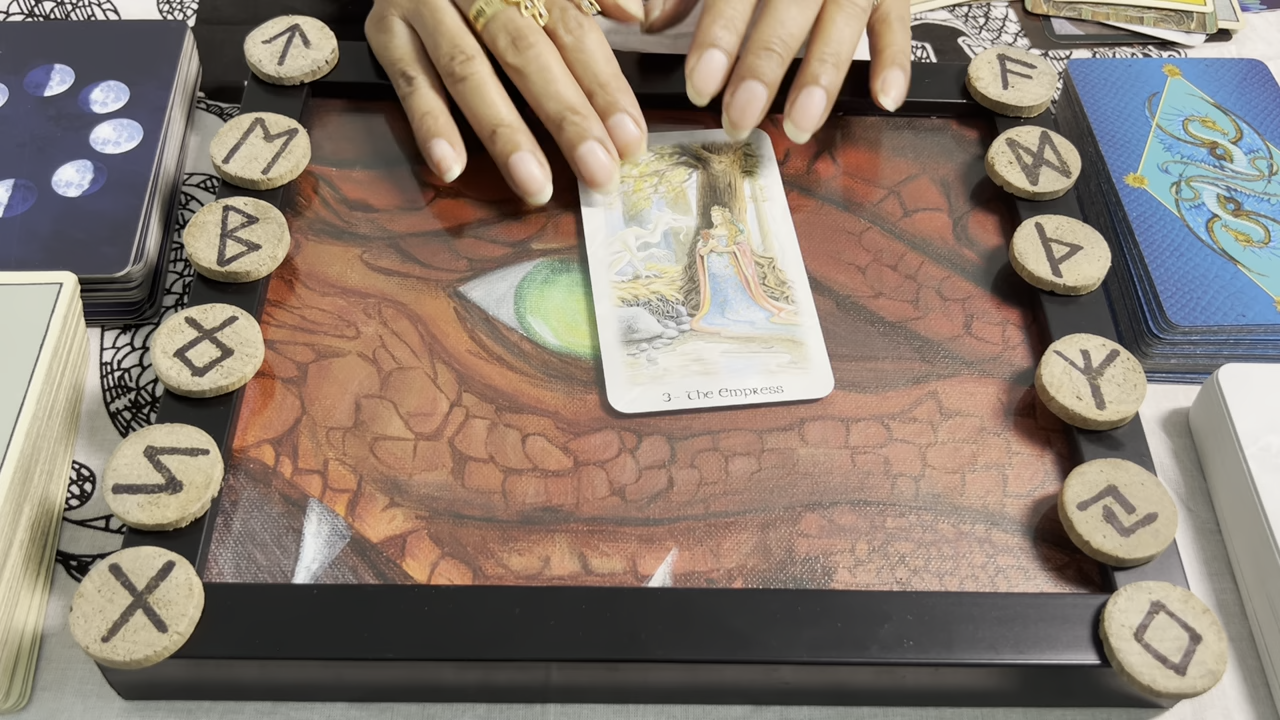 ᛏ
ᛖ
ᛒ
ᛟ
ᛋ
ᚷ
3- The Empress
ᚨ
ᛞ
ᚦ
ᛉ
ᛃ
ᛜ